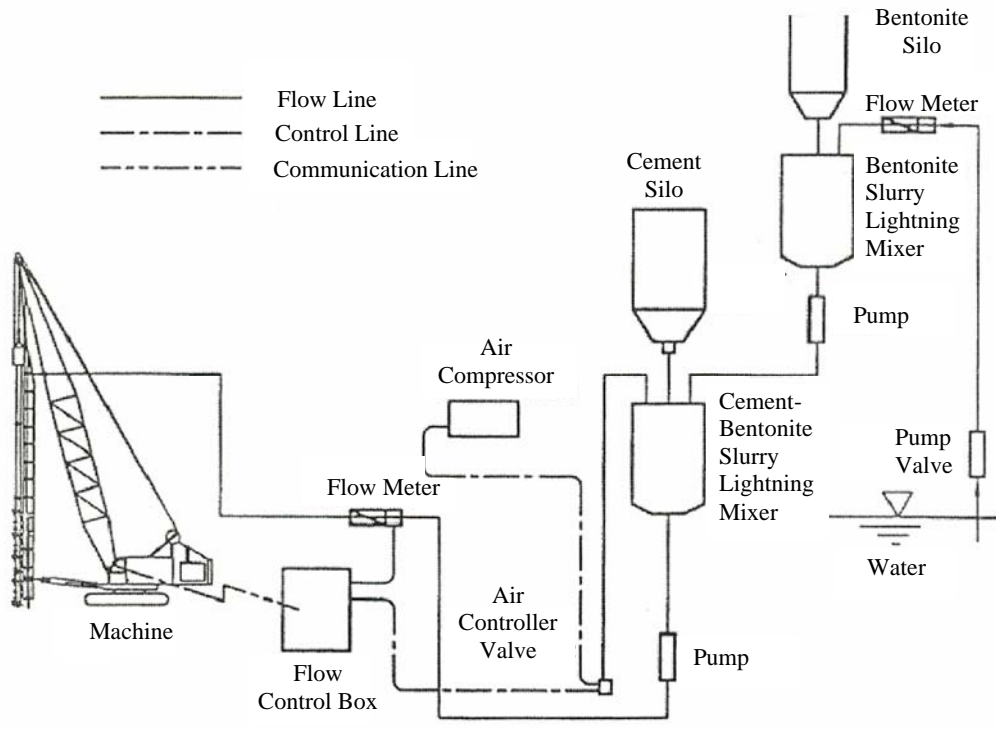 Bentonite
Silo
Flow Line
Flow Meter
Control Line
Communication Line
Cement
Silo
Bentonite
Slurry
Lightning
Mixer
Pump
Air
Compressor
Cement-
Bentonite
Slurry
Lightning
Mixer
Pump
Valve
Flow Meter
Water
Air
Controller
Valve
Machine
Pump
Flow
Control Box